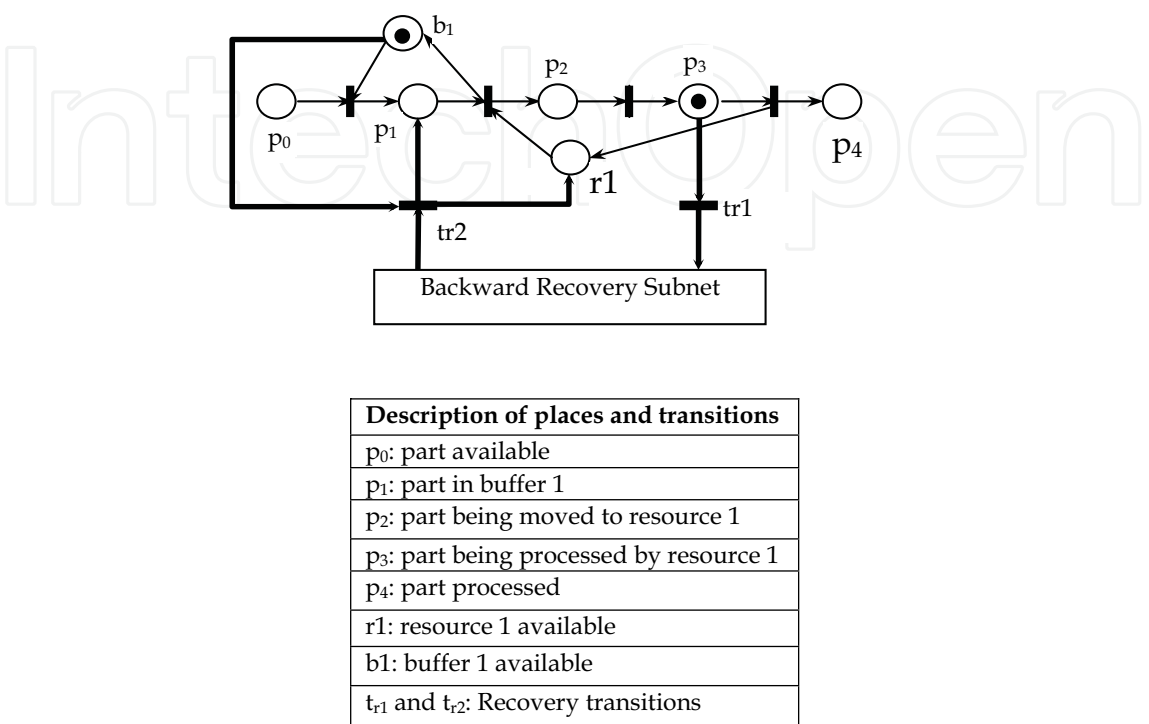 IntechOpen
b1
p2
p3
p0
p1
p4
r1
tr1
tr2
Backward Recovery Subnet
Description of places and transitions
p0: part available
p1: part in buffer 1
p2: part being moved to resource 1
p3: part being processed by resource 1
p4: part processed
r1: resource 1 available
b1: buffer 1 available
tr1 and tr2: Recovery transitions